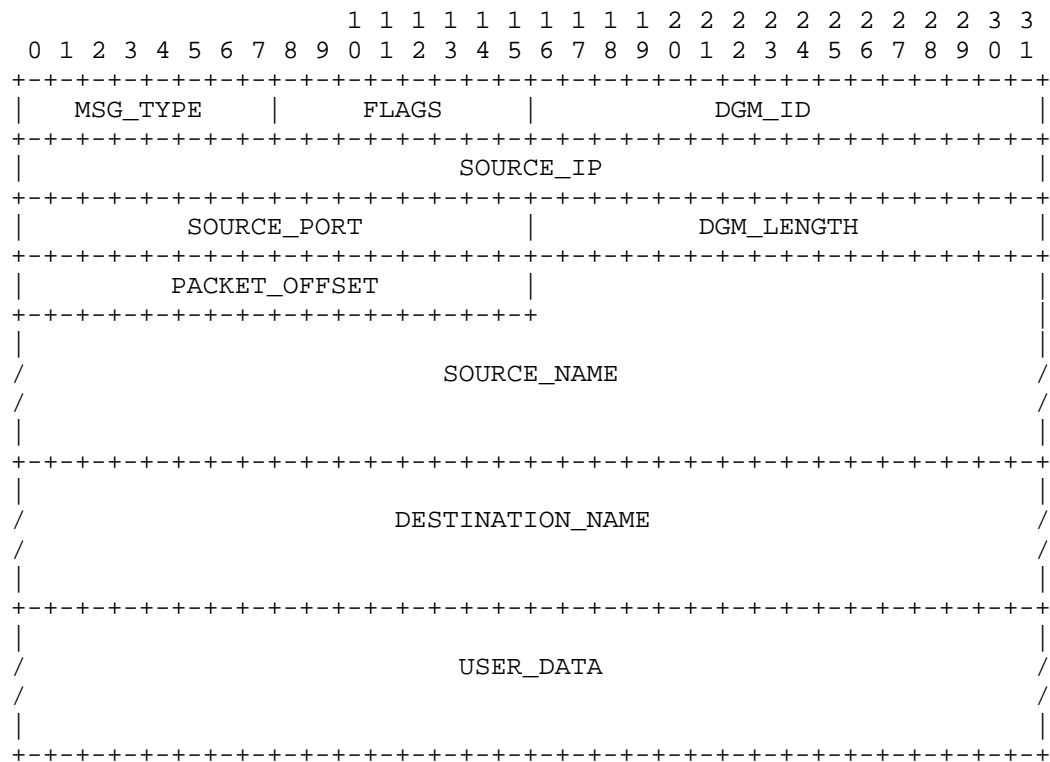 1 1 1 1 1 1 1 1 1 1 2 2 2 2 2 2 2 2 2 2 3 3
 0 1 2 3 4 5 6 7 8 9 0 1 2 3 4 5 6 7 8 9 0 1 2 3 4 5 6 7 8 9 0 1
+-+-+-+-+-+-+-+-+-+-+-+-+-+-+-+-+-+-+-+-+-+-+-+-+-+-+-+-+-+-+-+-+
|   MSG_TYPE    |     FLAGS     |           DGM_ID              |
+-+-+-+-+-+-+-+-+-+-+-+-+-+-+-+-+-+-+-+-+-+-+-+-+-+-+-+-+-+-+-+-+
|                           SOURCE_IP                           |
+-+-+-+-+-+-+-+-+-+-+-+-+-+-+-+-+-+-+-+-+-+-+-+-+-+-+-+-+-+-+-+-+
|          SOURCE_PORT          |          DGM_LENGTH           |
+-+-+-+-+-+-+-+-+-+-+-+-+-+-+-+-+-+-+-+-+-+-+-+-+-+-+-+-+-+-+-+-+
|         PACKET_OFFSET         |                               |
+-+-+-+-+-+-+-+-+-+-+-+-+-+-+-+-+                               |
|                                                               |
/                          SOURCE_NAME                          /
/                                                               /
|                                                               |
+-+-+-+-+-+-+-+-+-+-+-+-+-+-+-+-+-+-+-+-+-+-+-+-+-+-+-+-+-+-+-+-+
|                                                               |
/                       DESTINATION_NAME                        /
/                                                               /
|                                                               |
+-+-+-+-+-+-+-+-+-+-+-+-+-+-+-+-+-+-+-+-+-+-+-+-+-+-+-+-+-+-+-+-+
|                                                               |
/                           USER_DATA                           /
/                                                               /
|                                                               |
+-+-+-+-+-+-+-+-+-+-+-+-+-+-+-+-+-+-+-+-+-+-+-+-+-+-+-+-+-+-+-+-+